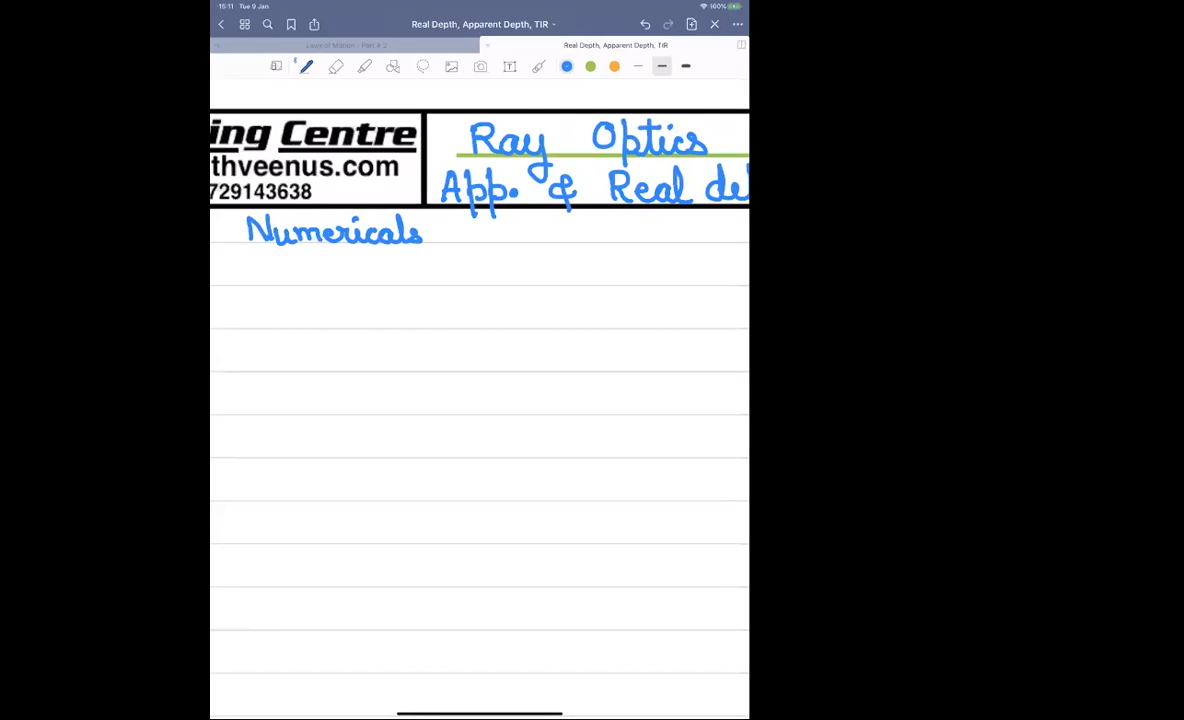 15:11 Tue 9 Jan
100%
Real Depth, Apparent Depth, TIR
Laws of Motion - Part # 2
Real Depth, Apparent Depth, TIR
ing Centre
thveenus.com
729143638
Ray Optics
App. & Real de
Numericals